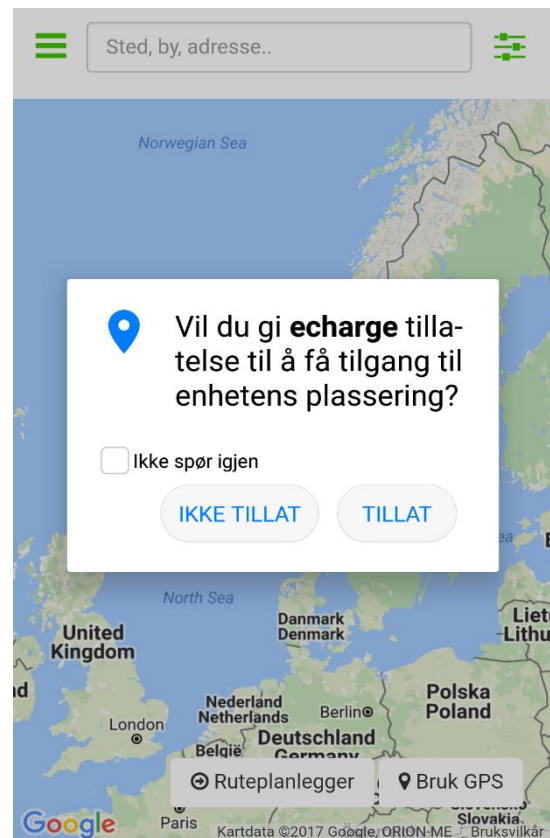 Sted, by, adresse..
Norwegian Sea
Vil du gi echarge tilla-
telse til å få tilgang til
enhetens plassering?
Ikke spør igjen
IKKE TILLAT
TILLAT
North Sea
Danmark
Denmark
United
Kingdom
London
Nederland
Netherlands
Berlin
Polska
Poland
België
Deutschland
Germany
Ruteplanlegger
Bruk GPS
Paris
Slovakia
Google
Kartdata ©2017 Google, ORION-ME
Bruksvilkår